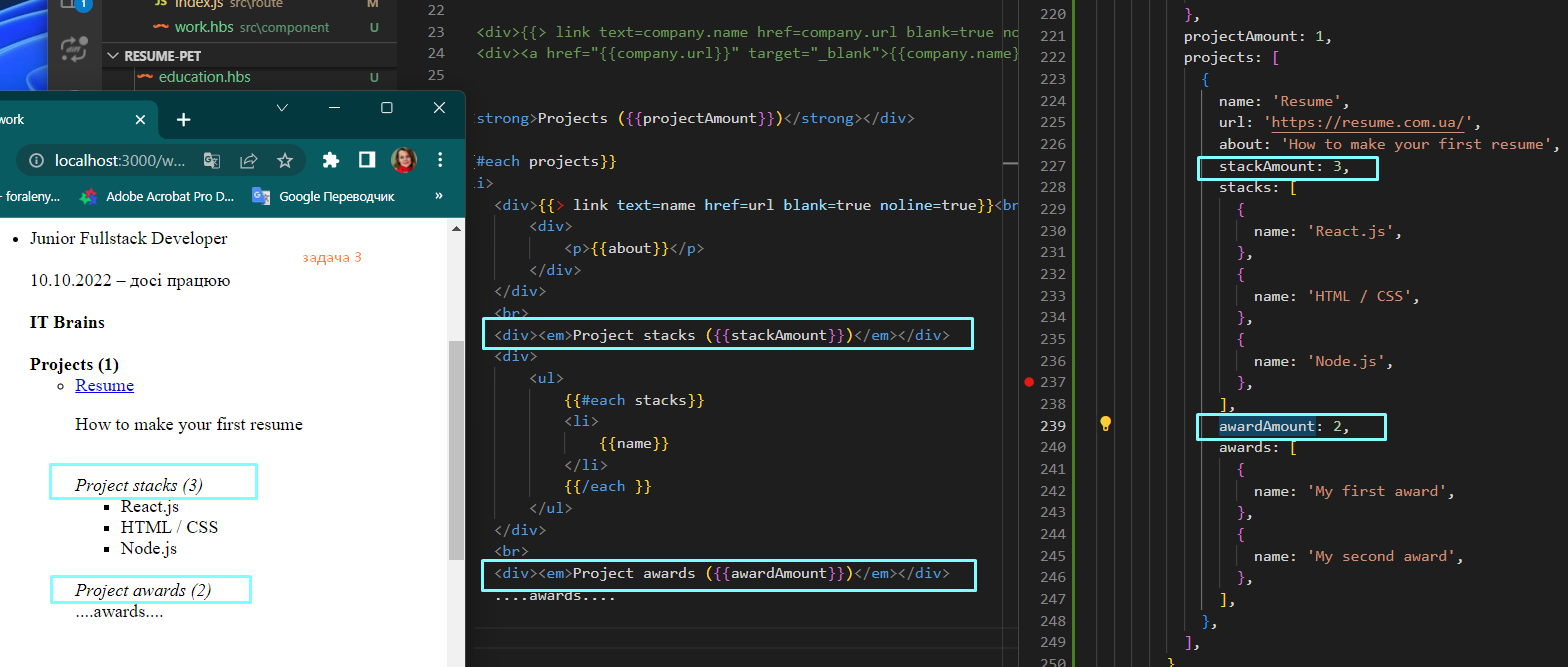 index.js src\route M
work.hbs src\component U
RESUME-PET
education.hbs U
work
localhost:3000/w...
- foraleny...
Adobe Acrobat Pro D...
Google Переводчик
»
Junior Fullstack Developer
задача 3
10.10.2022 – досі працюю
IT Brains
Projects (1)
Resume
How to make your first resume
Project stacks (3)
React.js
HTML / CSS
Node.js
Project awards (2)
....awards....
22
23 <div>{{> link text=company.name href=company.url blank=true no
24 <div><a href="{{company.url}}" target="_blank">{{company.name}
25
strong>Projects ({{projectAmount}})</strong></div>
#each projects}}
li>
<div>{{> link text=name href=url blank=true noline=true}}<br
<div>
<p>{{about}}</p>
</div>
</div>
<br>
<div><em>Project stacks ({{stackAmount}})</em></div>
<div>
<ul>
{{#each stacks}}
<li>
{{name}}
</li>
{{/each }}
</ul>
</div>
<br>
<div><em>Project awards ({{awardAmount}})</em></div>
....awards....
220 },
221 projectAmount: 1,
222 projects: [
223 {
224 name: 'Resume',
225 url: 'https://resume.com.ua/',
226 about: 'How to make your first resume',
227 stackAmount: 3,
228 stacks: [
229 {
230 name: 'React.js',
231 },
232 {
233 name: 'HTML / CSS',
234 },
235 {
236 name: 'Node.js',
237 },
238 ],
239 awardAmount: 2,
240 awards: [
241 {
242 name: 'My first award',
243 },
244 {
245 name: 'My second award',
246 },
247 ],
248 },
249 ],
250 }